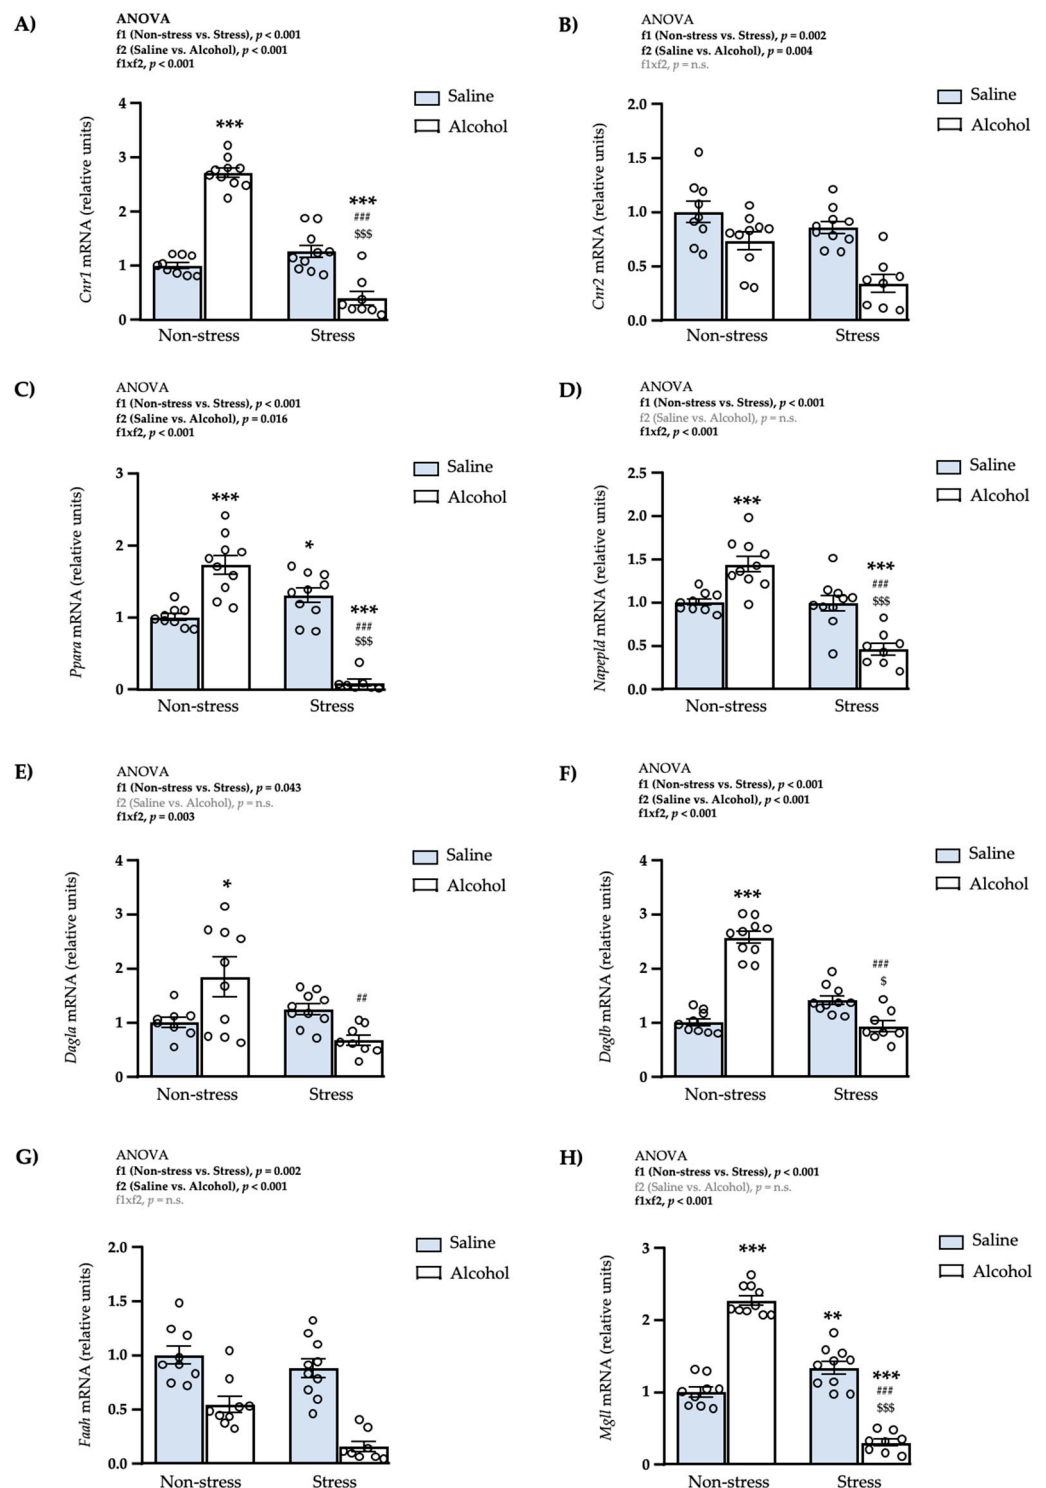 A)
ANOVA
f1 (Non-stress vs. Stress), p < 0.001
f2 (Saline vs. Alcohol), p < 0.001
f1xf2, p < 0.001
Saline
Alcohol
Cnr1 mRNA (relative units)
4
3
2
1
0
***
***
###
$$$
Non-stress
Stress
B)
ANOVA
f1 (Non-stress vs. Stress), p = 0.002
f2 (Saline vs. Alcohol), p = 0.004
f1xf2, p = n.s.
Saline
Alcohol
Cnr2 mRNA (relative units)
2.0
1.5
1.0
0.5
0.0
Non-stress
Stress
C)
ANOVA
f1 (Non-stress vs. Stress), p < 0.001
f2 (Saline vs. Alcohol), p = 0.016
f1xf2, p < 0.001
Saline
Alcohol
Ppara mRNA (relative units)
3
2
1
0
***
*
***
###
$$$
Non-stress
Stress
D)
ANOVA
f1 (Non-stress vs. Stress), p < 0.001
f2 (Saline vs. Alcohol), p = n.s.
f1xf2, p < 0.001
Saline
Alcohol
Napepld mRNA (relative units)
2.5
2.0
1.5
1.0
0.5
0.0
***
***
###
$$$
Non-stress
Stress
E)
ANOVA
f1 (Non-stress vs. Stress), p = 0.043
f2 (Saline vs. Alcohol), p = n.s.
f1xf2, p = 0.003
Saline
Alcohol
Dagla mRNA (relative units)
4
3
2
1
0
*
##
Non-stress
Stress
F)
ANOVA
f1 (Non-stress vs. Stress), p < 0.001
f2 (Saline vs. Alcohol), p < 0.001
f1xf2, p < 0.001
Saline
Alcohol
Daglb mRNA (relative units)
4
3
2
1
0
***
###
$
Non-stress
Stress
G)
ANOVA
f1 (Non-stress vs. Stress), p = 0.002
f2 (Saline vs. Alcohol), p < 0.001
f1xf2, p = n.s.
Saline
Alcohol
Faah mRNA (relative units)
2.0
1.5
1.0
0.5
0.0
Non-stress
Stress
H)
ANOVA
f1 (Non-stress vs. Stress), p < 0.001
f2 (Saline vs. Alcohol), p = n.s.
f1xf2, p < 0.001
Saline
Alcohol
Mgll mRNA (relative units)
3
2
1
0
***
**
***
###
$$$
Non-stress
Stress